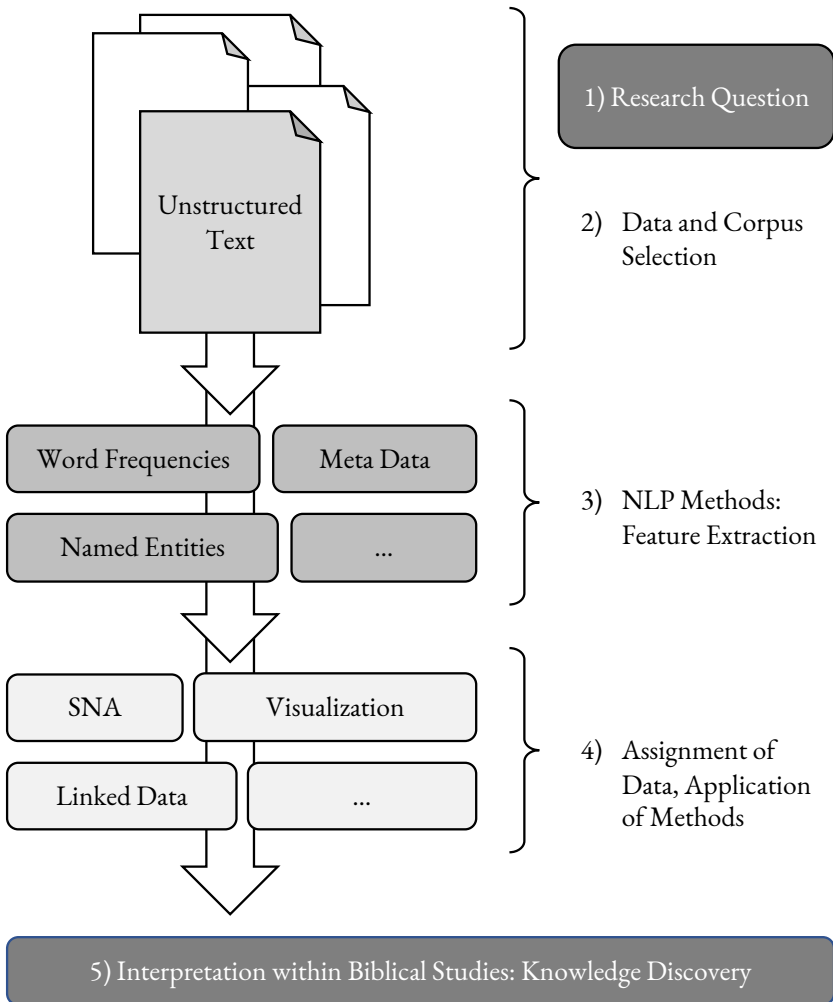 1) Research Question
Unstructured
Text
2) Data and Corpus
Selection
Word Frequencies
Meta Data
Named Entities
...
3) NLP Methods:
Feature Extraction
SNA
Visualization
Linked Data
...
4) Assignment of
Data, Application
of Methods
5) Interpretation within Biblical Studies: Knowledge Discovery